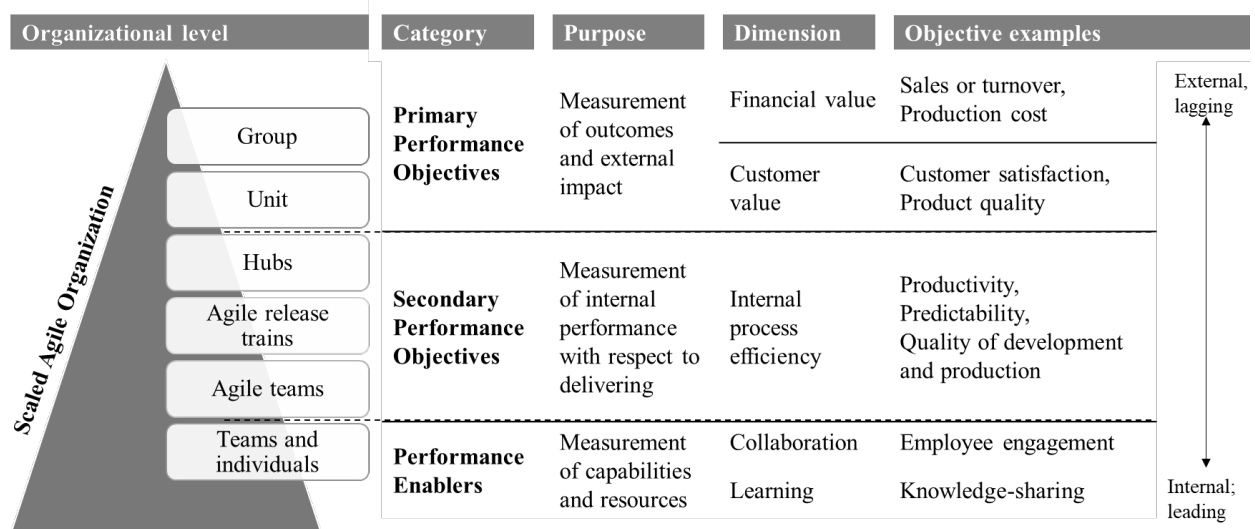 Organizational level
Category
Purpose
Dimension
Objective examples
Scaled Agile Organization
Group
Unit
Hubs
Agile release
trains
Agile teams
Teams and
individuals
Primary
Performance
Objectives
Measurement
of outcomes
and external
impact
Financial value
Sales or turnover,
Production cost
Customer
value
Customer satisfaction,
Product quality
Secondary
Performance
Objectives
Measurement
of internal
performance
with respect to
delivering
Internal
process
efficiency
Productivity,
Predictability,
Quality of development
and production
Performance
Enablers
Measurement
of capabilities
and resources
Collaboration
Employee engagement
Learning
Knowledge-sharing
External,
lagging
Internal;
leading